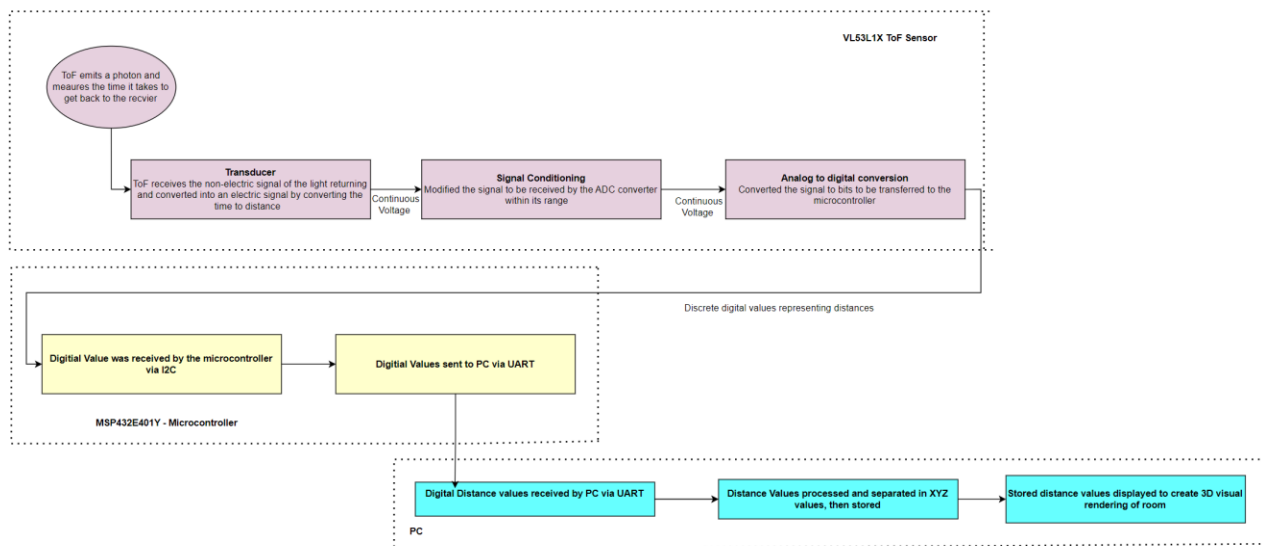 VL53L1X ToF Sensor
ToF emits a photon and
meaures the time it takes to
get back to the recvier
Transducer
ToF receives the non-electric signal of the light returning
and converted into an electric signal by converting the
time to distance
Continuous
Voltage
Signal Conditioning
Modified the signal to be received by the ADC converter
within its range
Continuous
Voltage
Analog to digital conversion
Converted the signal to bits to be transferred to the
microcontroller
Discrete digital values representing distances
Digitial Value was received by the microcontroller
via I2C
Digitial Values sent to PC via UART
MSP432E401Y - Microcontroller
Digital Distance values received by PC via UART
Distance Values processed and separated in XYZ
values, then stored
Stored distance values displayed to create 3D visual
rendering of room
PC